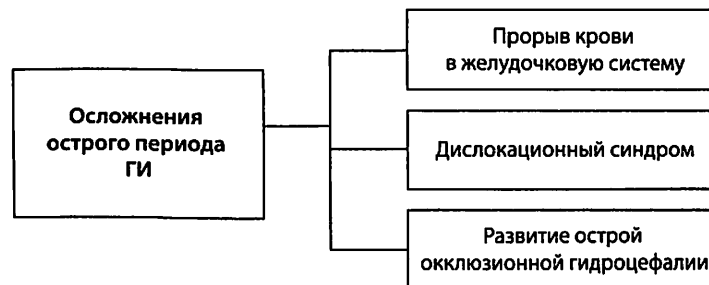 Осложнения
острого периода
ГИ
Прорыв крови
в желудочковую систему
Дислокационный синдром
Развитие острой
окклюзионной гидроцефалии